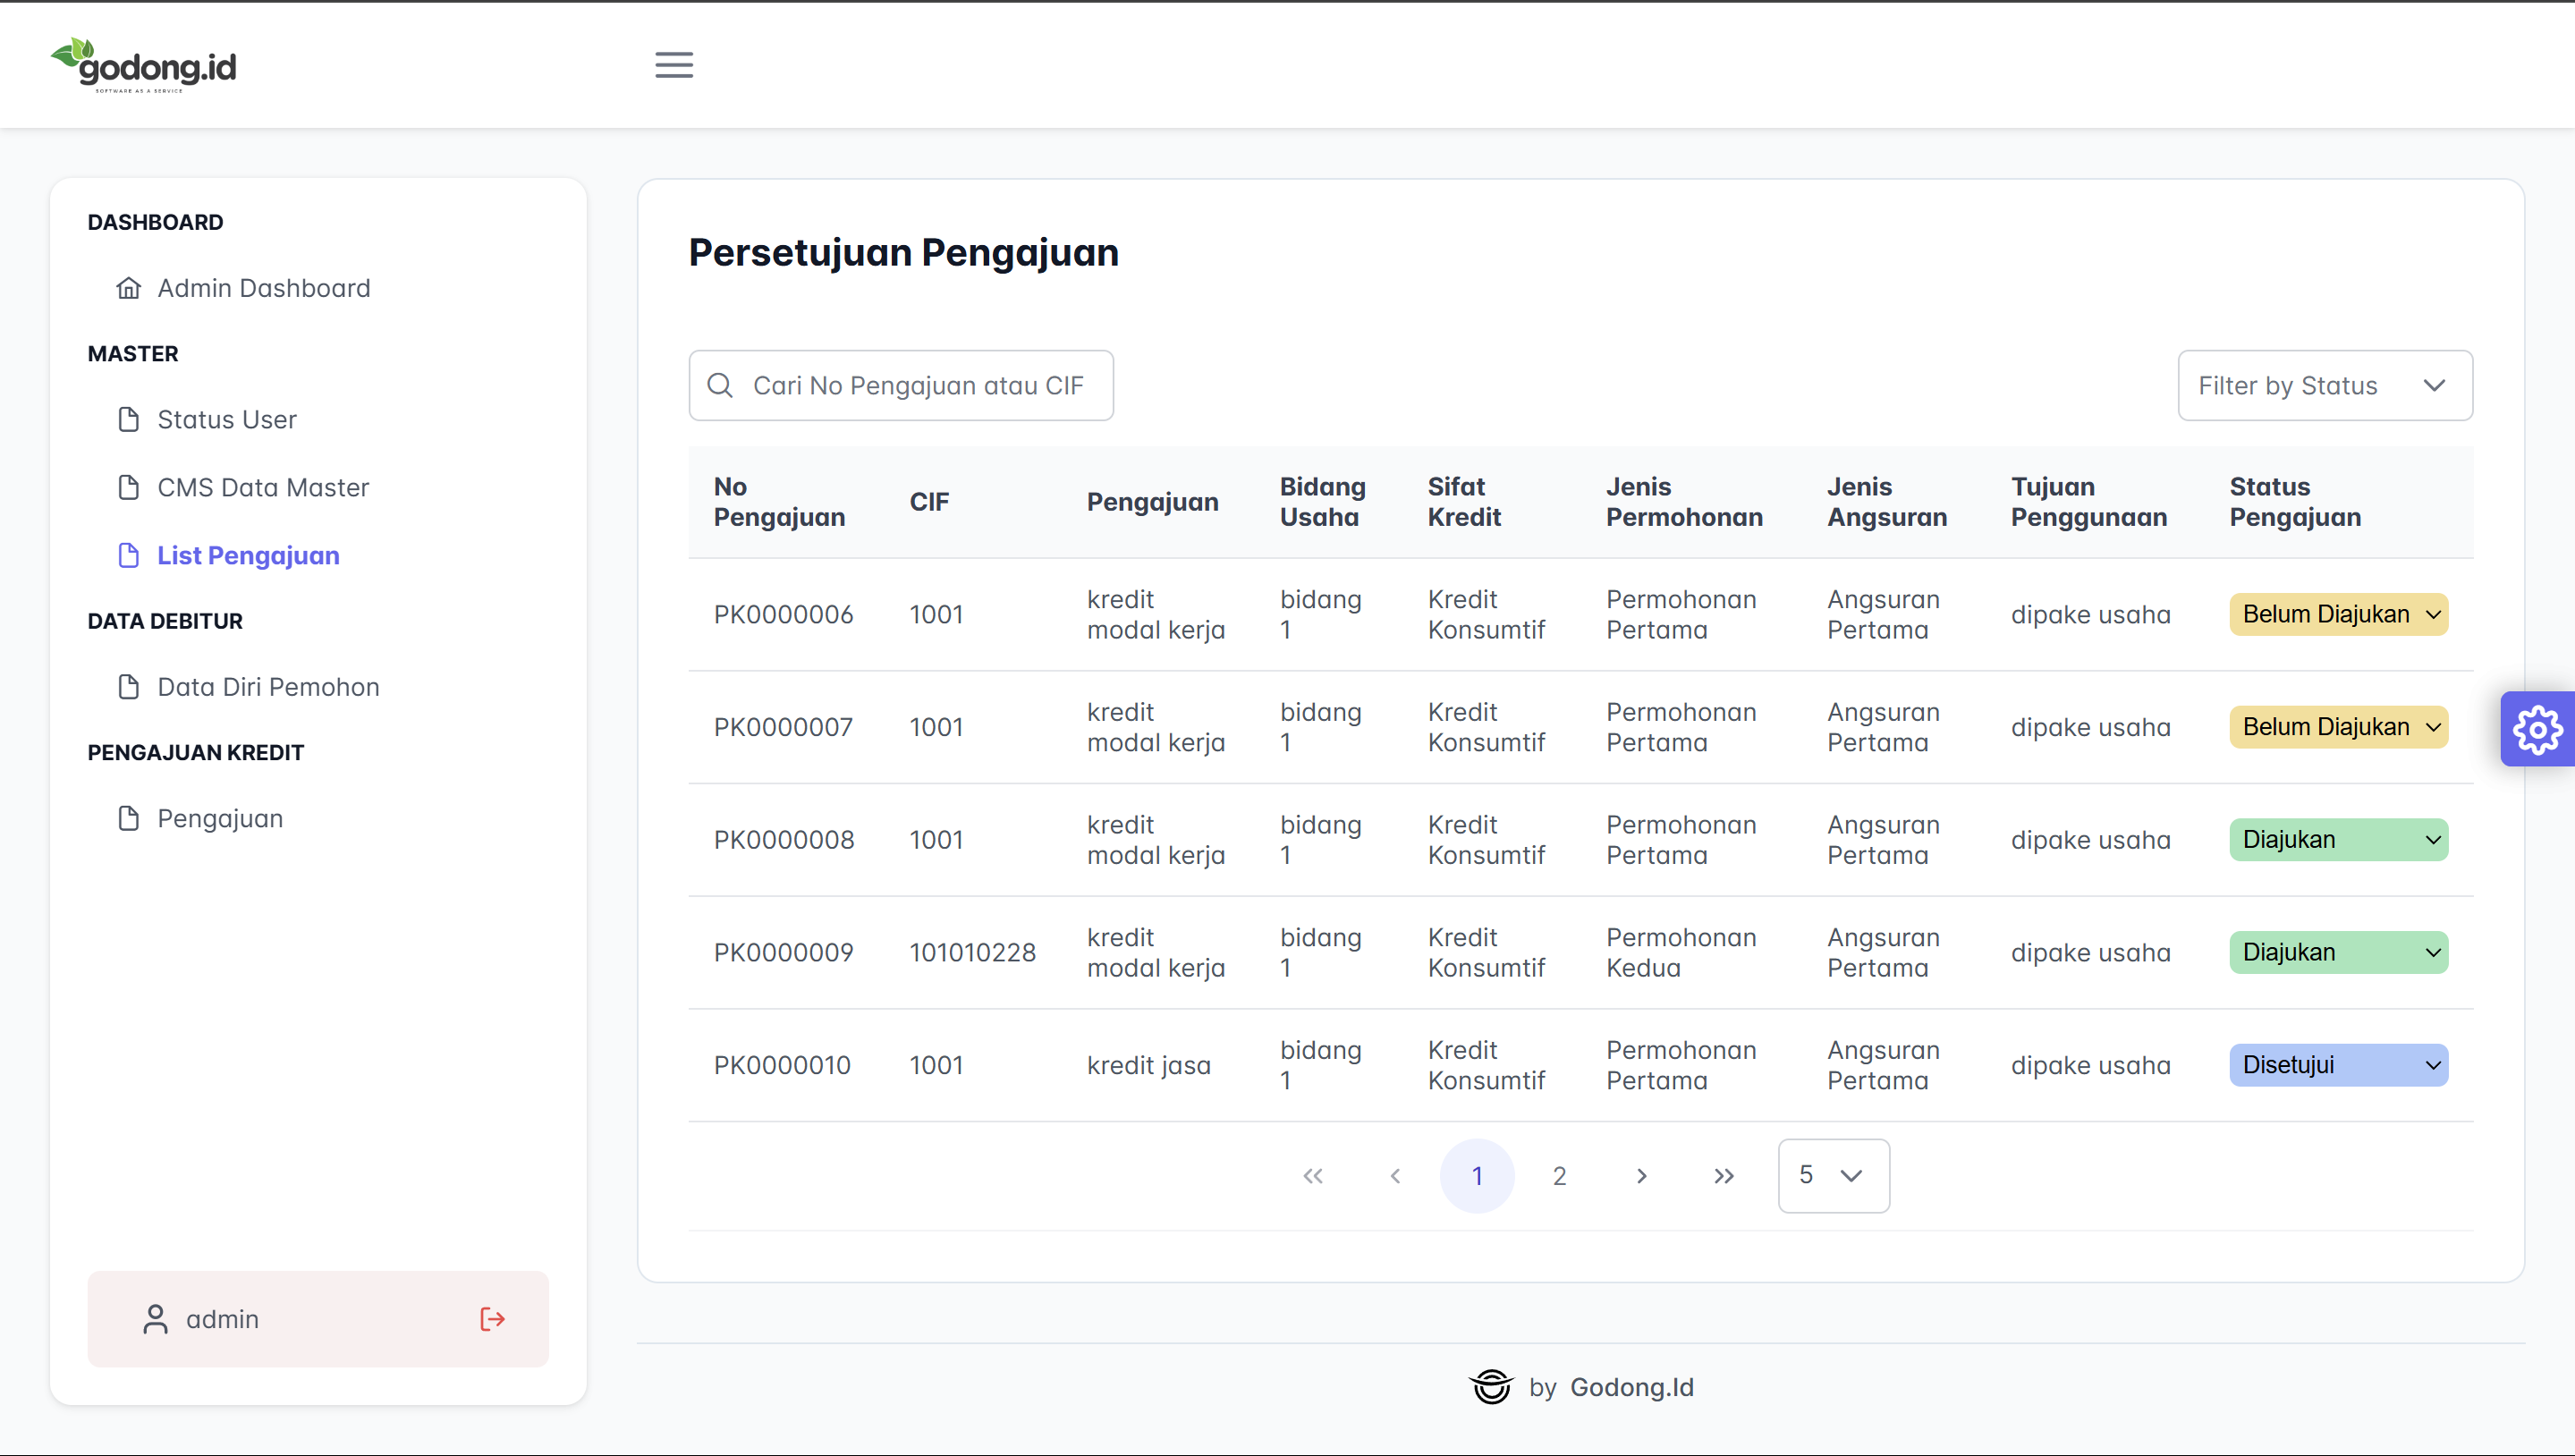 godong.id
SOFTWARE AS A SERVICE
DASHBOARD
Admin Dashboard
MASTER
Status User
CMS Data Master
List Pengajuan
DATA DEBITUR
Data Diri Pemohon
PENGAJUAN KREDIT
Pengajuan
admin
Persetujuan Pengajuan
Cari No Pengajuan atau CIF
Filter by Status
No Pengajuan CIF Pengajuan Bidang Usaha Sifat Kredit Jenis Permohonan Jenis Angsuran Tujuan Penggunaan Status Pengajuan
PK0000006 1001 kredit modal kerja bidang 1 Kredit Konsumtif Permohonan Pertama Angsuran Pertama dipake usaha Belum Diajukan
PK0000007 1001 kredit modal kerja bidang 1 Kredit Konsumtif Permohonan Pertama Angsuran Pertama dipake usaha Belum Diajukan
PK0000008 1001 kredit modal kerja bidang 1 Kredit Konsumtif Permohonan Pertama Angsuran Pertama dipake usaha Diajukan
PK0000009 101010228 kredit modal kerja bidang 1 Kredit Konsumtif Permohonan Kedua Angsuran Pertama dipake usaha Diajukan
PK0000010 1001 kredit jasa bidang 1 Kredit Konsumtif Permohonan Pertama Angsuran Pertama dipake usaha Disetujui
1 2 5
by Godong.Id